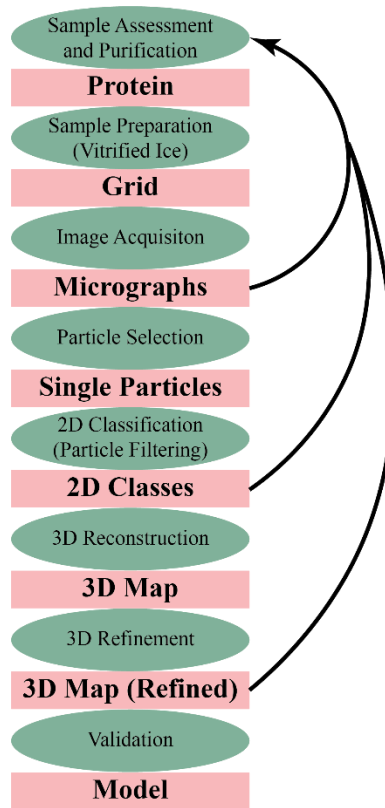 Sample Assessment
and Purification
Protein
Sample Preparation
(Vitrified Ice)
Grid
Image Acquisiton
Micrographs
Particle Selection
Single Particles
2D Classification
(Particle Filtering)
2D Classes
3D Reconstruction
3D Map
3D Refinement
3D Map (Refined)
Validation
Model